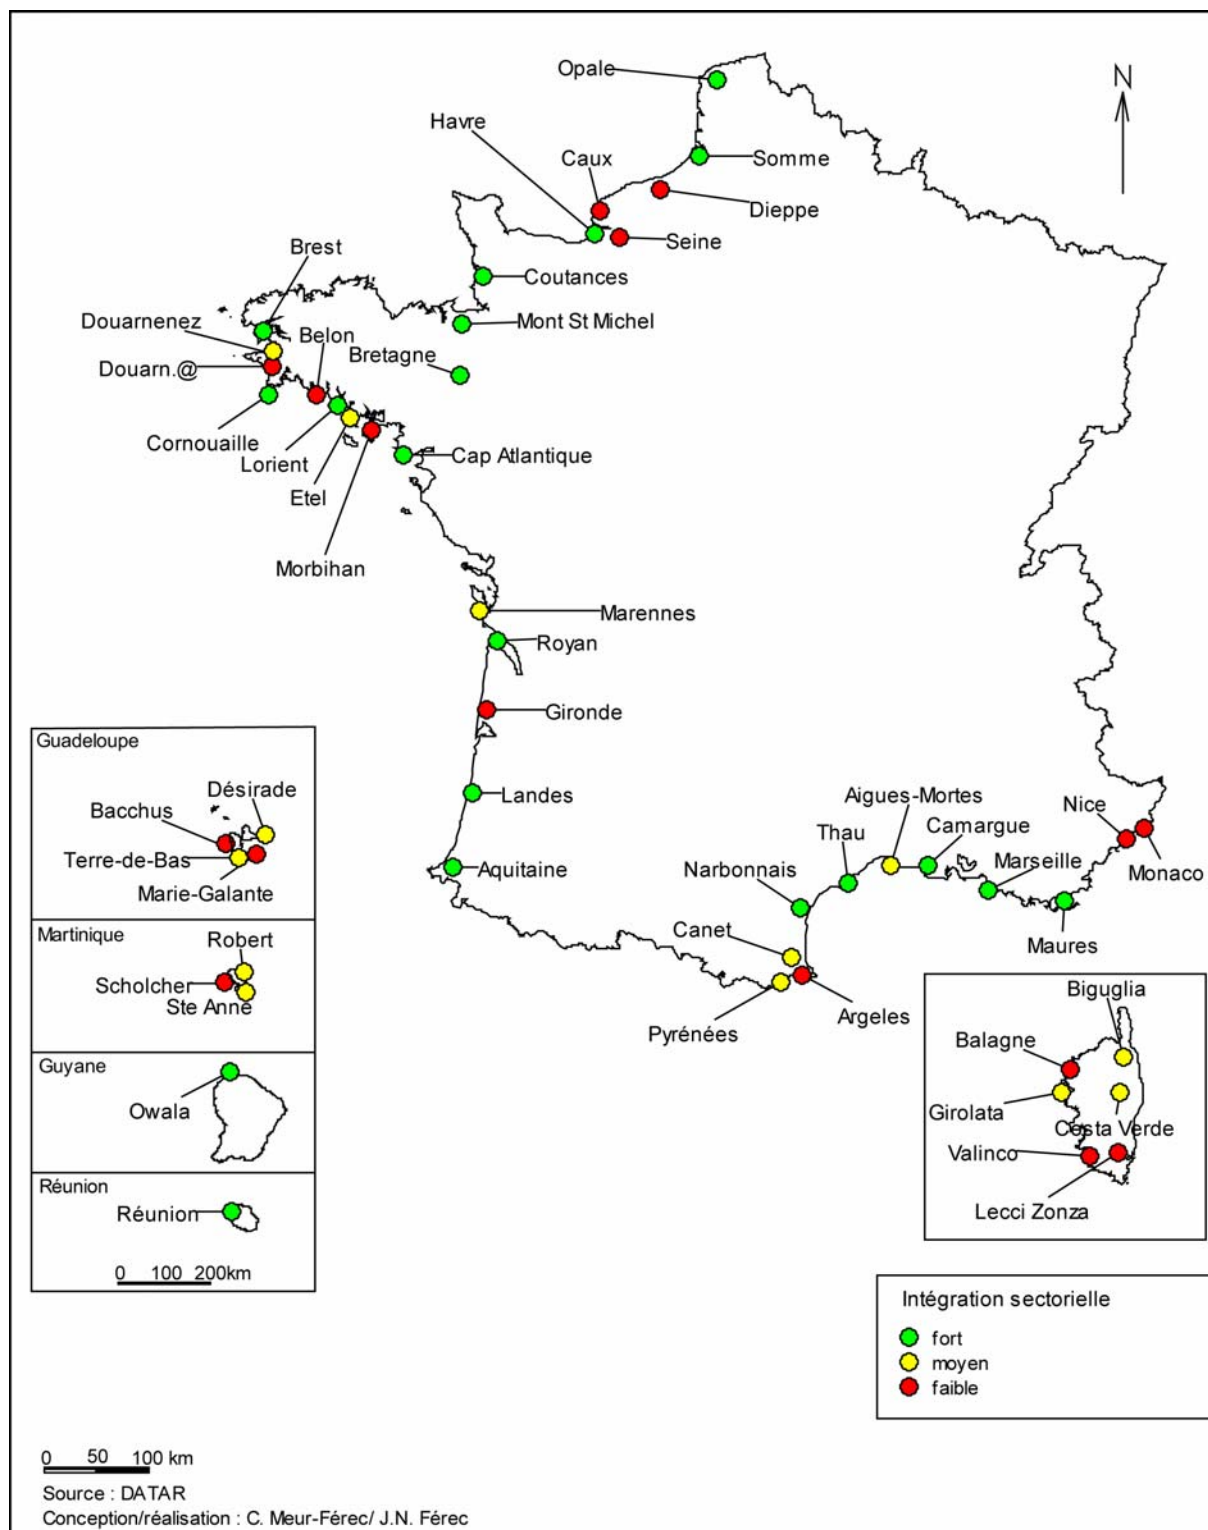 Opale
N
Havre
Caux
Somme
Dieppe
Seine
Brest
Coutances
Douarnenez
Belon
Mont St Michel
Bretagne
Douarn.@
Cornouaille
Lorient
Cap Atlantique
Etel
Morbihan
Marennes
Royan
Gironde
Landes
Aquitaine
Aigues-Mortes
Nice
Thau
Camargue
Monaco
Narbonnais
Marseille
Canet
Maures
Pyrénées
Argeles
Guadeloupe
Désirade
Bacchus
Terre-de-Bas
Marie-Galante
Martinique
Robert
Scholcher
Ste Anne
Guyane
Owala
Réunion
Réunion
0 100 200km
Biguglia
Balagne
Girolata
Costa Verde
Valinco
Lecci Zonza
Intégration sectorielle
fort
moyen
faible
0 50 100 km
Source : DATAR
Conception/réalisation : C. Meur-Férec/ J.N. Férec